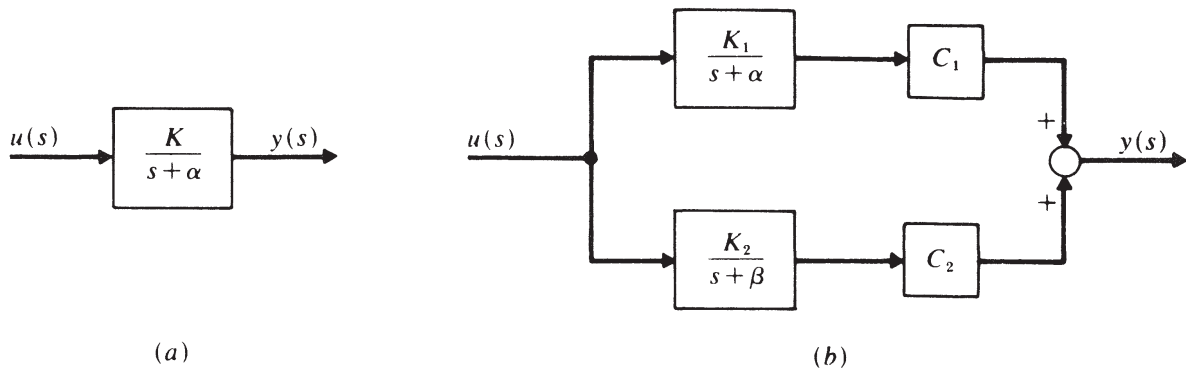 u(s)
K
s + α
y(s)
(a)
u(s)
K₁
s + α
C₁
+
y(s)
+
K₂
s + β
C₂
(b)